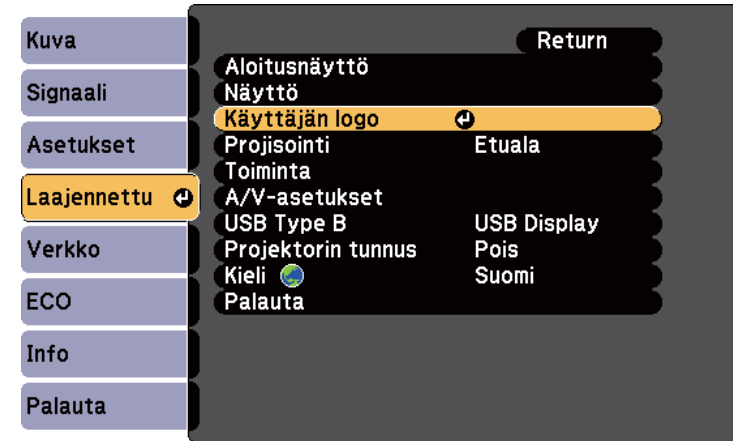 Kuva
Signaali
Asetukset
Laajennettu
Verkko
ECO
Info
Palauta
Return
Aloitusnäyttö
Näyttö
Käyttäjän logo
Projisointi Etuala
Toiminta
A/V-asetukset
USB Type B USB Display
Projektorin tunnus Pois
Kieli Suomi
Palauta